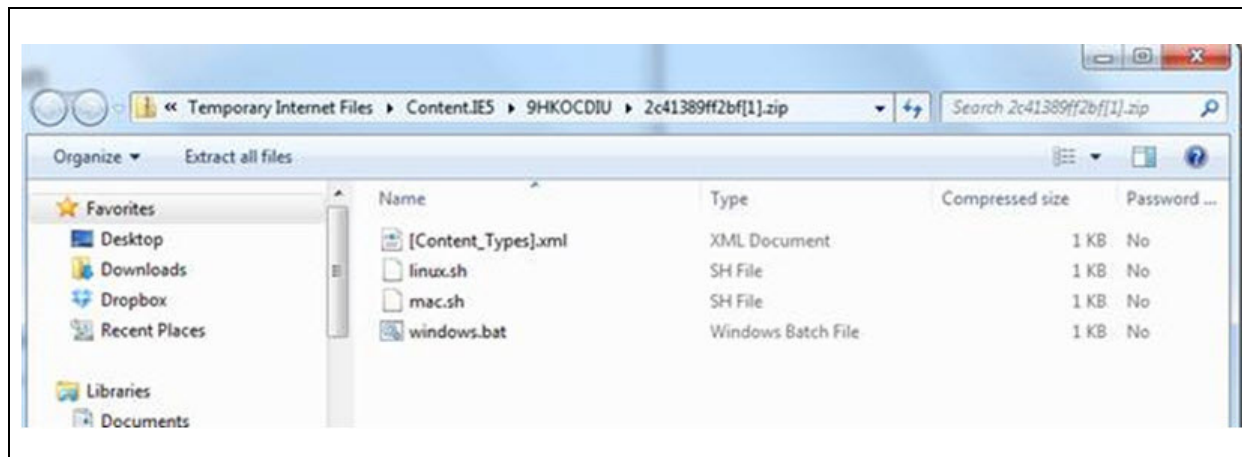 « Temporary Internet Files ▸ Content.IE5 ▸ 9HKOCDIU ▸ 2c41389ff2bf[1].zip
Search 2c41389ff2bf[1].zip
Organize Extract all files
Favorites
Desktop
Downloads
Dropbox
Recent Places
Libraries
Documents
Name Type Compressed size Password ...
[Content_Types].xml XML Document 1 KB No
linux.sh SH File 1 KB No
mac.sh SH File 1 KB No
windows.bat Windows Batch File 1 KB No